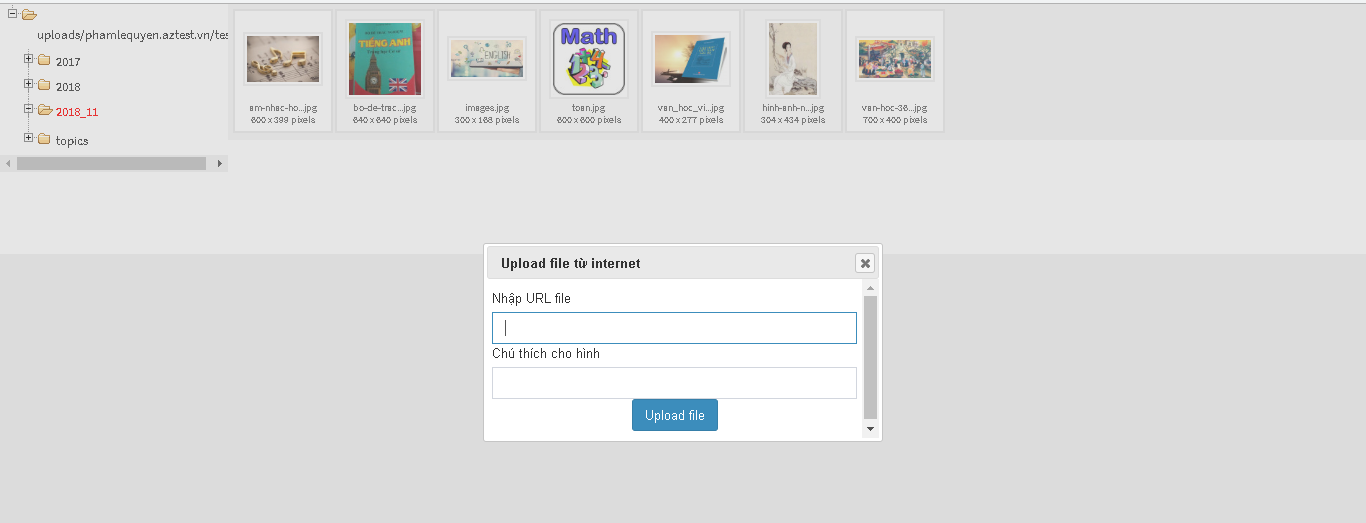 uploads/phamlequyen.aztest.vn/tes
2017
2018
2018_11
topics
am-nhac-ho...jpg
600 x 399 pixels
TIẾNG ANH
bo-de-trac...jpg
640 x 640 pixels
ENGLISH
images.jpg
300 x 168 pixels
Math
toan.jpg
600 x 600 pixels
van_hoc_vi...jpg
400 x 277 pixels
hinh-anh-n...jpg
304 x 434 pixels
van-hoc-36...jpg
700 x 400 pixels
Upload file từ internet
Nhập URL file
Chú thích cho hình
Upload file